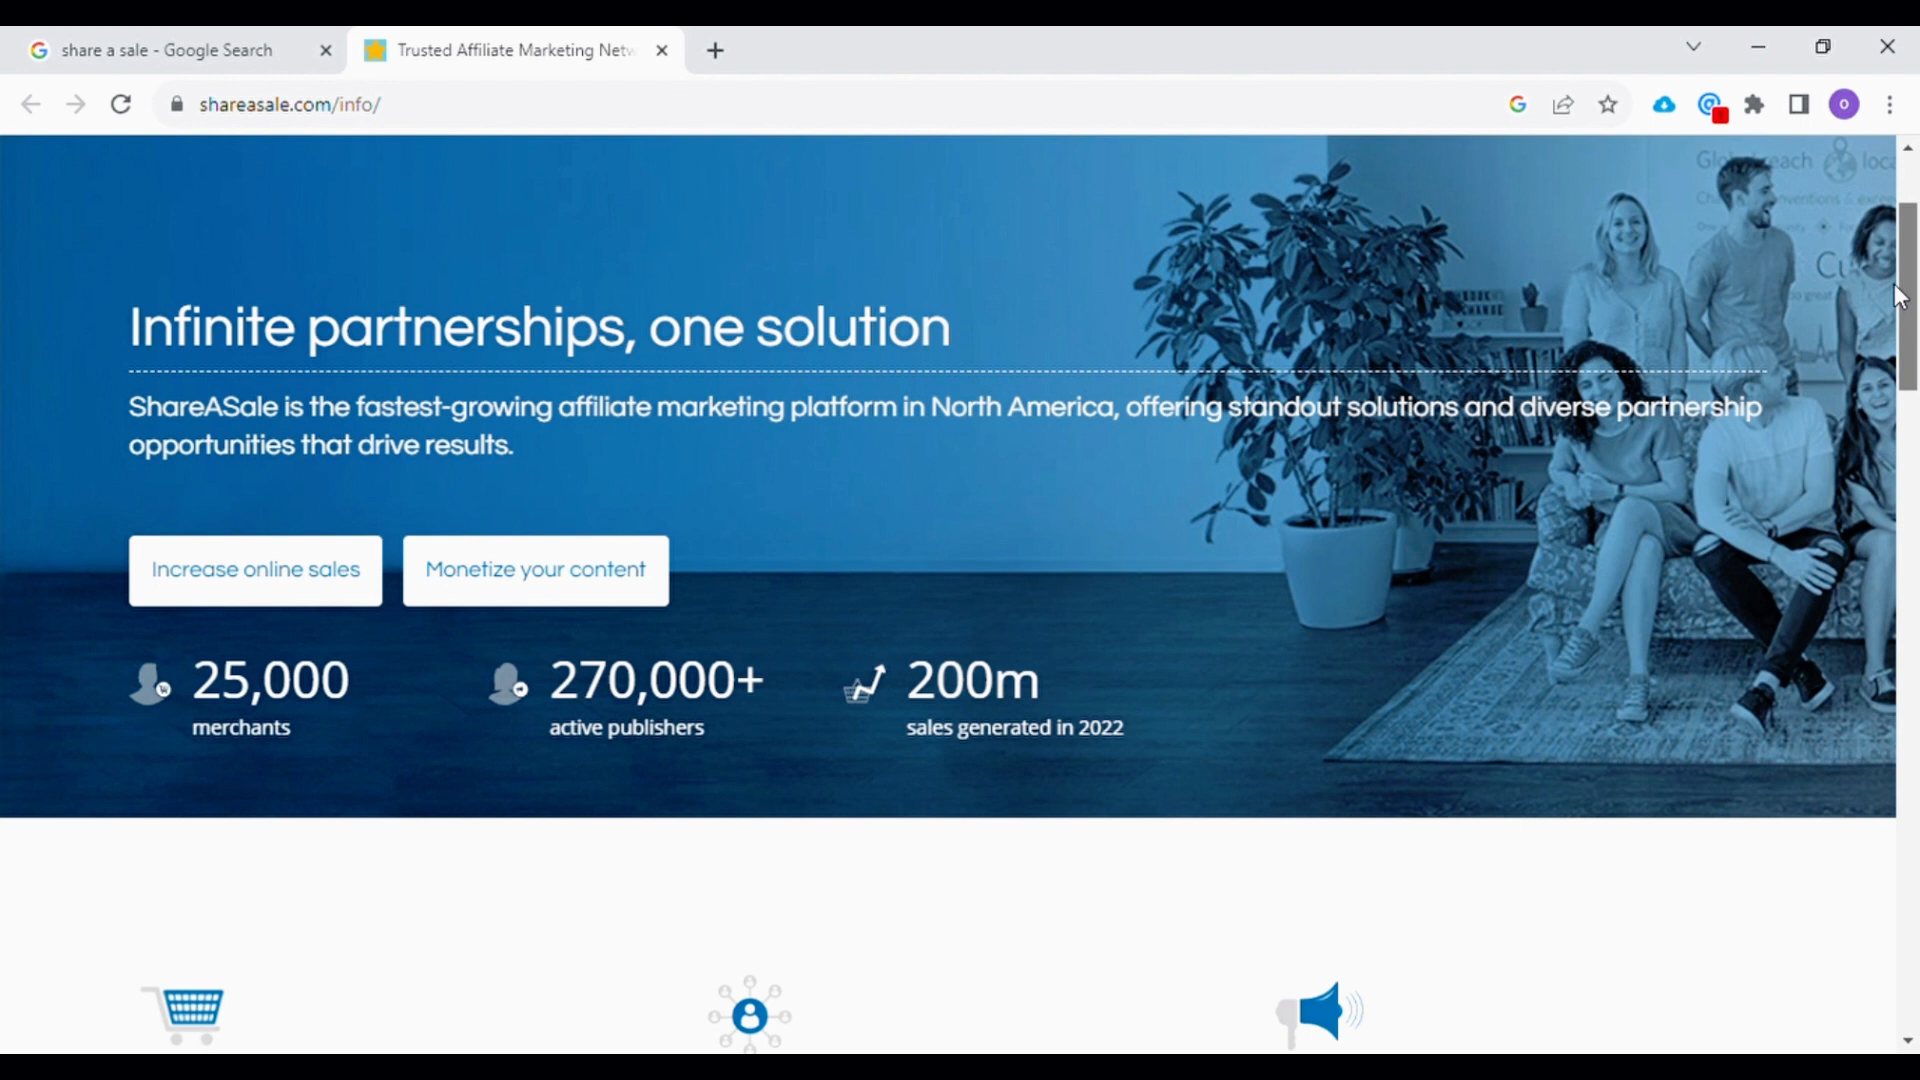 share a sale - Google Search
Trusted Affiliate Marketing Netw
shareasale.com/info/
Infinite partnerships, one solution
ShareASale is the fastest-growing affiliate marketing platform in North America, offering standout solutions and diverse partnership
opportunities that drive results.
Increase online sales
Monetize your content
25,000
merchants
270,000+
active publishers
200m
sales generated in 2022